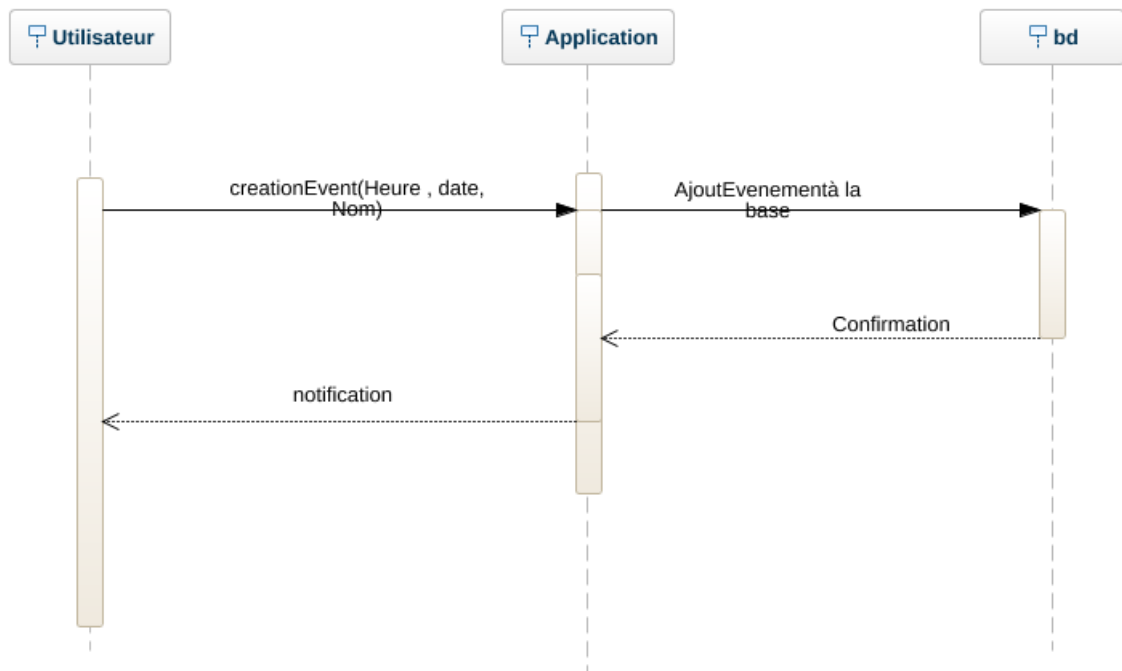 Utilisateur
Application
bd
creationEvent(Heure , date,
Nom)
AjoutEvenementà la
base
Confirmation
notification